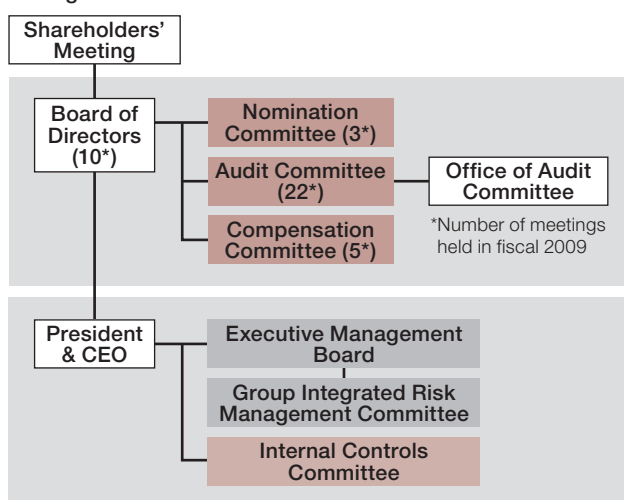 Shareholders'
Meeting
Board of
Directors
(10*)
Nomination
Committee (3*)
Audit Committee
(22*)
Office of Audit
Committee
Compensation
Committee (5*)
*Number of meetings
held in fiscal 2009
President
& CEO
Executive Management
Board
Group Integrated Risk
Management Committee
Internal Controls
Committee